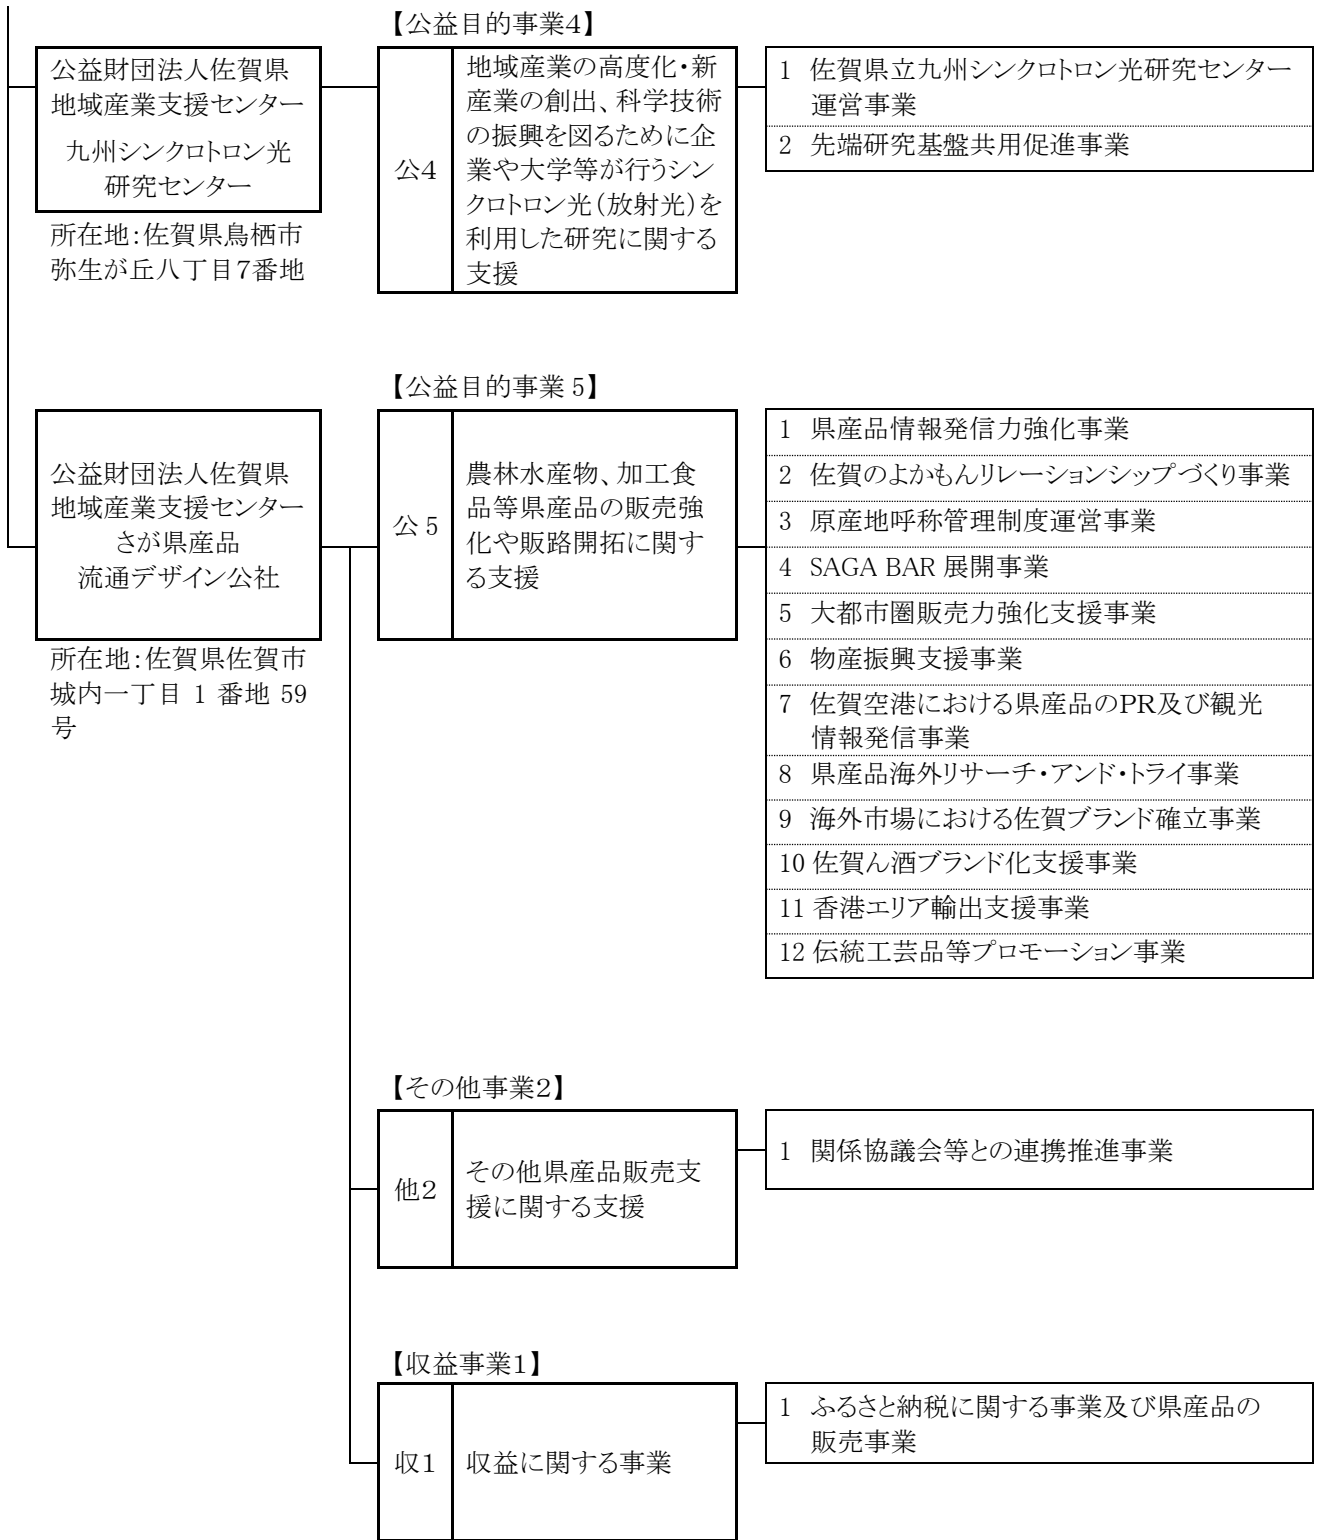 【公益目的事業4】
公益財団法人佐賀県
地域産業支援センター
九州シンクロトロン光
研究センター
所在地:佐賀県鳥栖市
弥生が丘八丁目7番地
公4
地域産業の高度化・新
産業の創出、科学技術
の振興を図るために企
業や大学等が行うシン
クロトロン光(放射光)を
利用した研究に関する
支援
1 佐賀県立九州シンクロトロン光研究センター
運営事業
2 先端研究基盤共用促進事業
【公益目的事業 5】
公益財団法人佐賀県
地域産業支援センター
さが県産品
流通デザイン公社
所在地:佐賀県佐賀市
城内一丁目 1 番地 59
号
公 5
農林水産物、加工食
品等県産品の販売強
化や販路開拓に関す
る支援
1 県産品情報発信力強化事業
2 佐賀のよかもんリレーションシップづくり事業
3 原産地呼称管理制度運営事業
4 SAGA BAR 展開事業
5 大都市圏販売力強化支援事業
6 物産振興支援事業
7 佐賀空港における県産品のPR及び観光
情報発信事業
8 県産品海外リサーチ・アンド・トライ事業
9 海外市場における佐賀ブランド確立事業
10 佐賀ん酒ブランド化支援事業
11 香港エリア輸出支援事業
12 伝統工芸品等プロモーション事業
【その他事業2】
他2
その他県産品販売支
援に関する支援
1 関係協議会等との連携推進事業
【収益事業1】
収1
収益に関する事業
1 ふるさと納税に関する事業及び県産品の
販売事業